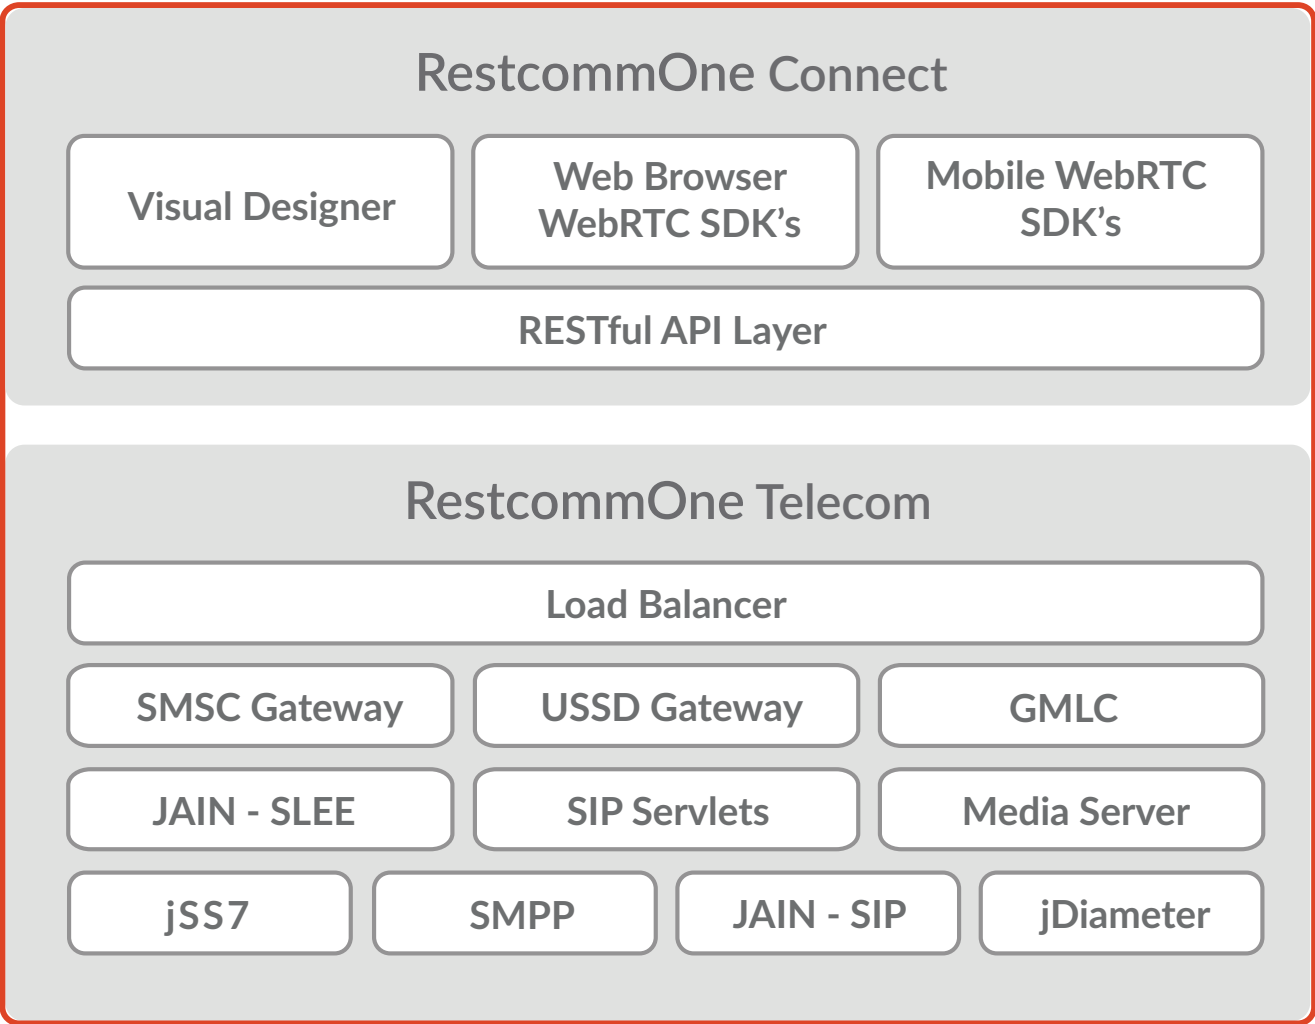 RestcommOne Connect
Visual Designer
Web Browser
WebRTC SDK’s
Mobile WebRTC
SDK’s
RESTful API Layer
RestcommOne Telecom
Load Balancer
SMSC Gateway
USSD Gateway
GMLC
JAIN - SLEE
SIP Servlets
Media Server
jSS7
SMPP
JAIN - SIP
jDiameter